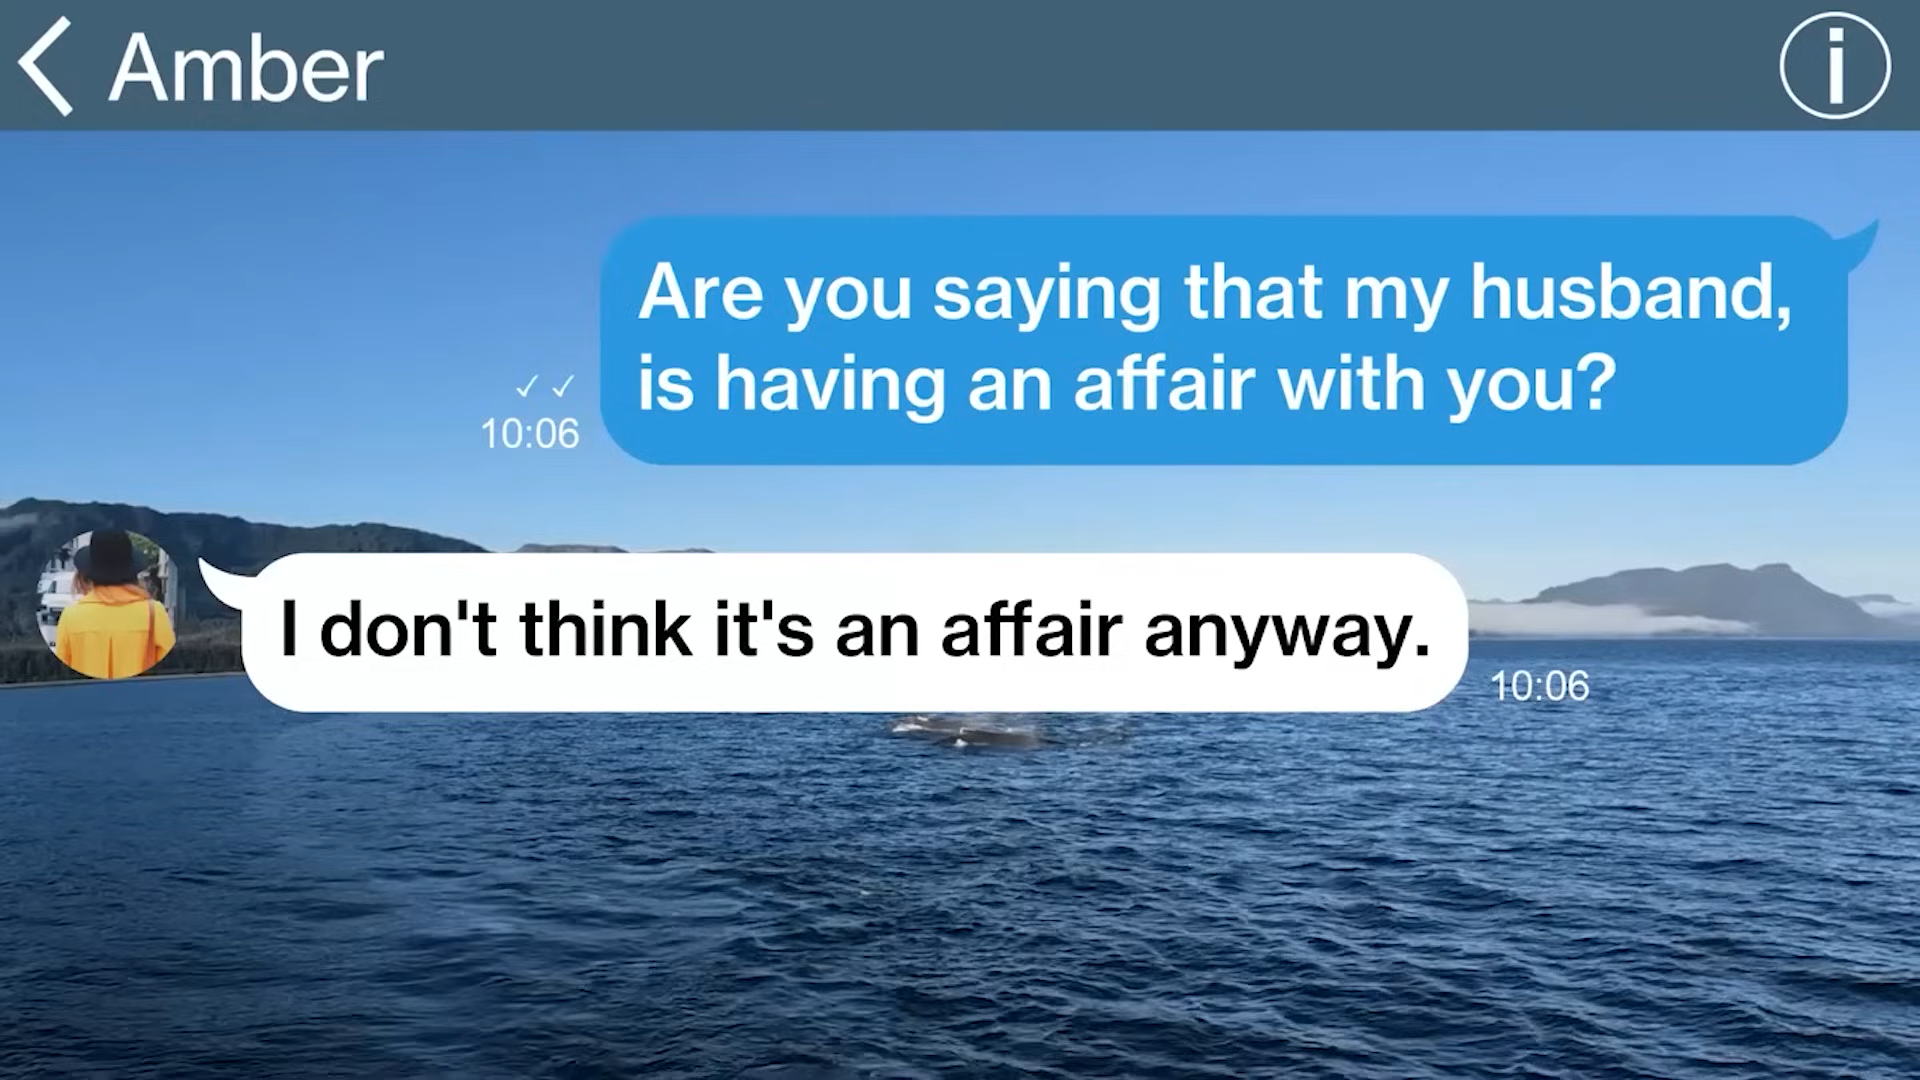 Amber
Are you saying that my husband,
is having an affair with you?
✓✓
10:06
I don't think it's an affair anyway.
10:06